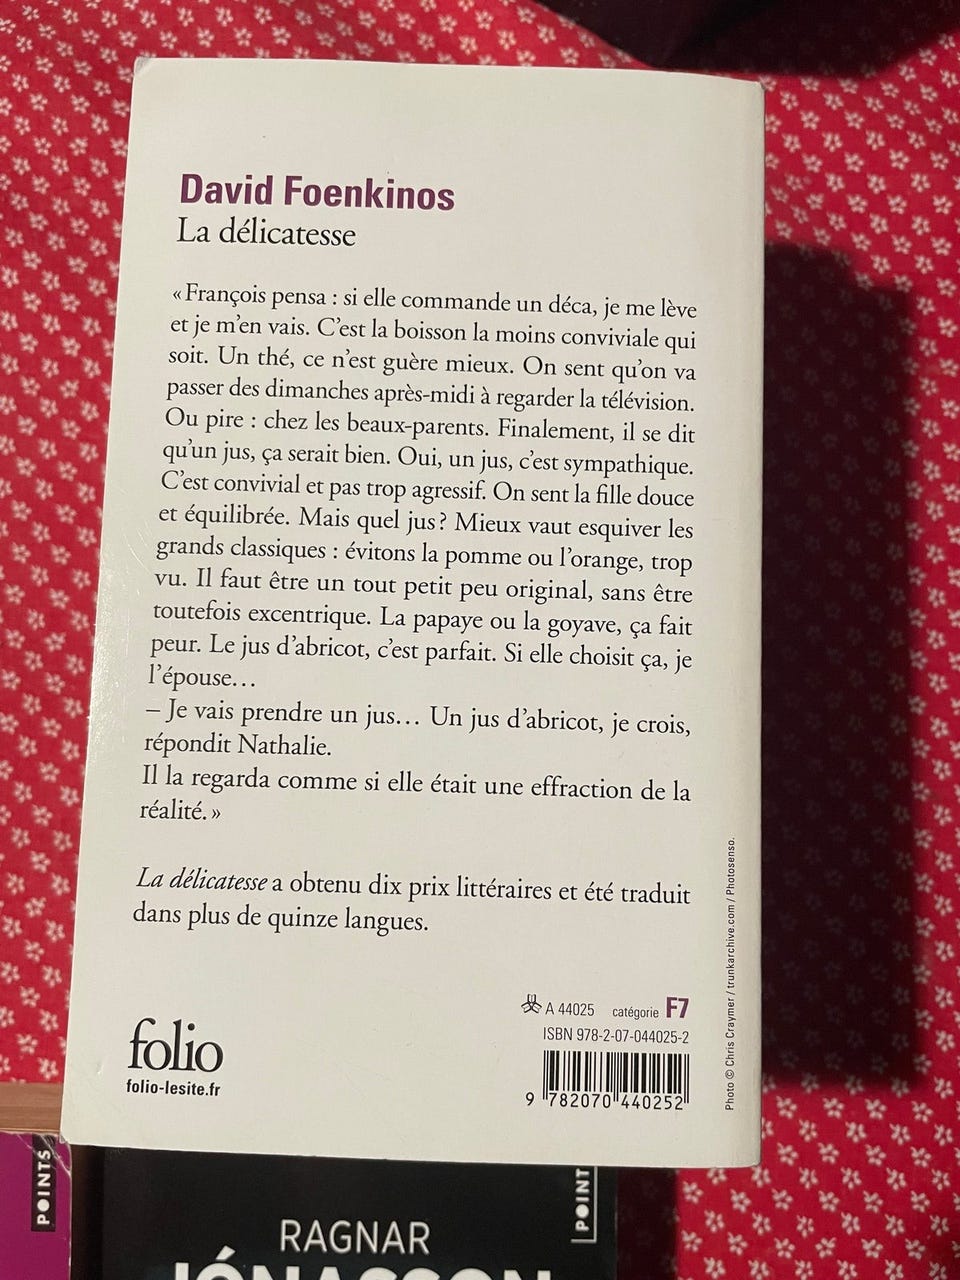 David Foenkinos
La délicatesse
« François pensa : si elle commande un déca, je me lève
et je m'en vais. C'est la boisson la moins conviviale qui
soit. Un thé, ce n'est guère mieux. On sent qu'on va
passer des dimanches après-midi à regarder la télévision.
Ou pire : chez les beaux-parents. Finalement, il se dit
qu'un jus, ça serait bien. Oui, un jus, c'est sympathique.
C'est convivial et pas trop agressif. On sent la fille douce
et équilibrée. Mais quel jus ? Mieux vaut esquiver les
grands classiques : évitons la pomme ou l'orange, trop
vu. Il faut être un tout petit peu original, sans être
toutefois excentrique. La papaye ou la goyave, ça fait
peur. Le jus d'abricot, c'est parfait. Si elle choisit ça, je
l'épouse…
– Je vais prendre un jus… Un jus d'abricot, je crois,
répondit Nathalie.
Il la regarda comme si elle était une effraction de la
réalité. »
La délicatesse a obtenu dix prix littéraires et été traduit
dans plus de quinze langues.
A 44025 catégorie F7
ISBN 978-2-07-044025-2
9 782070 440252
folio
folio-lesite.fr
Photo © Chris Craymer / trunkarchive.com / Photosenso.
POINTS
POINT
RAGNAR
JÓNASSON